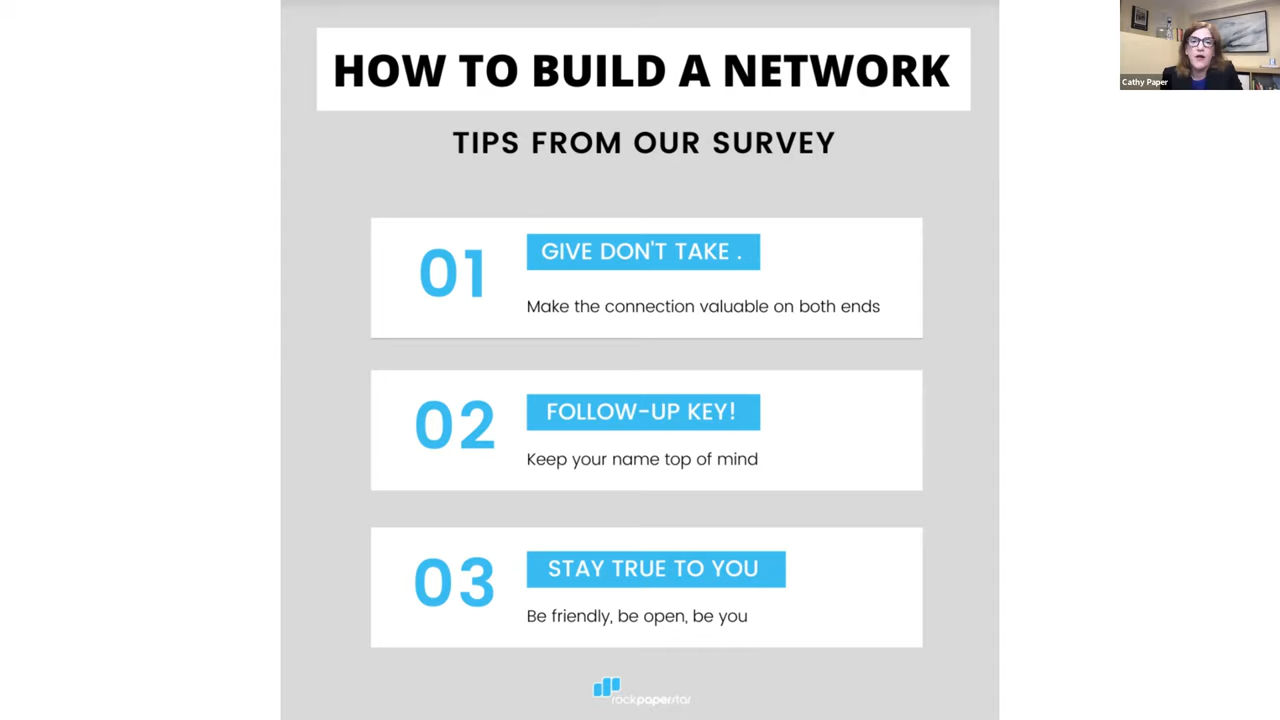 HOW TO BUILD A NETWORK
TIPS FROM OUR SURVEY
01
GIVE DON'T TAKE .
Make the connection valuable on both ends
02
FOLLOW-UP KEY!
Keep your name top of mind
03
STAY TRUE TO YOU
Be friendly, be open, be you
rockpaperstar
Cathy Paper